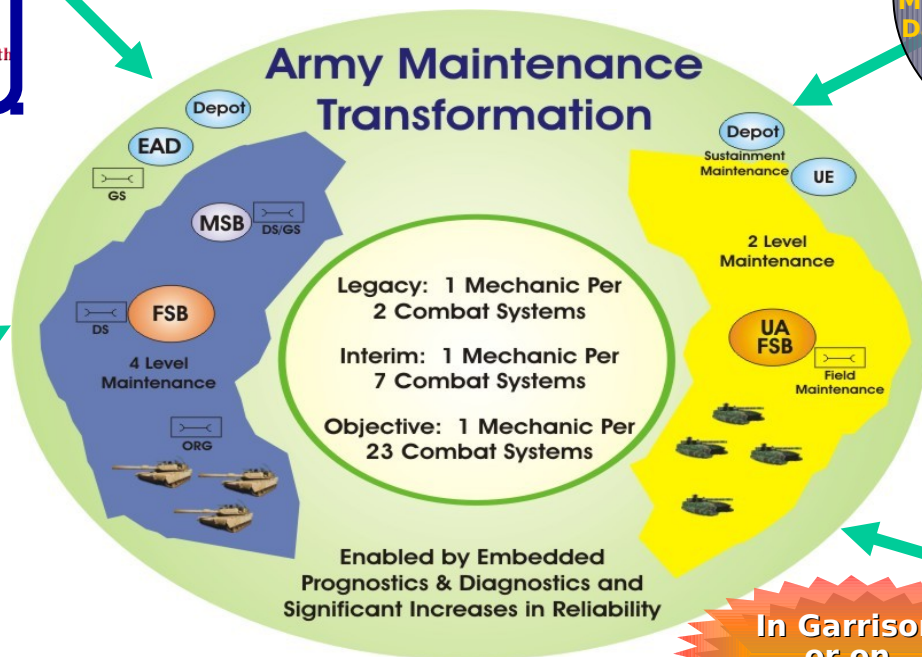 Army Maintenance
Transformation
Depot
EAD
GS
MSB
DS/GS
FSB
DS
4 Level
Maintenance
ORG
Legacy: 1 Mechanic Per
2 Combat Systems
Interim: 1 Mechanic Per
7 Combat Systems
Objective: 1 Mechanic Per
23 Combat Systems
Depot
Sustainment
Maintenance
UE
2 Level
Maintenance
UA
FSB
Field
Maintenance
Enabled by Embedded
Prognostics & Diagnostics and
Significant Increases in Reliability
In Garriso
or on